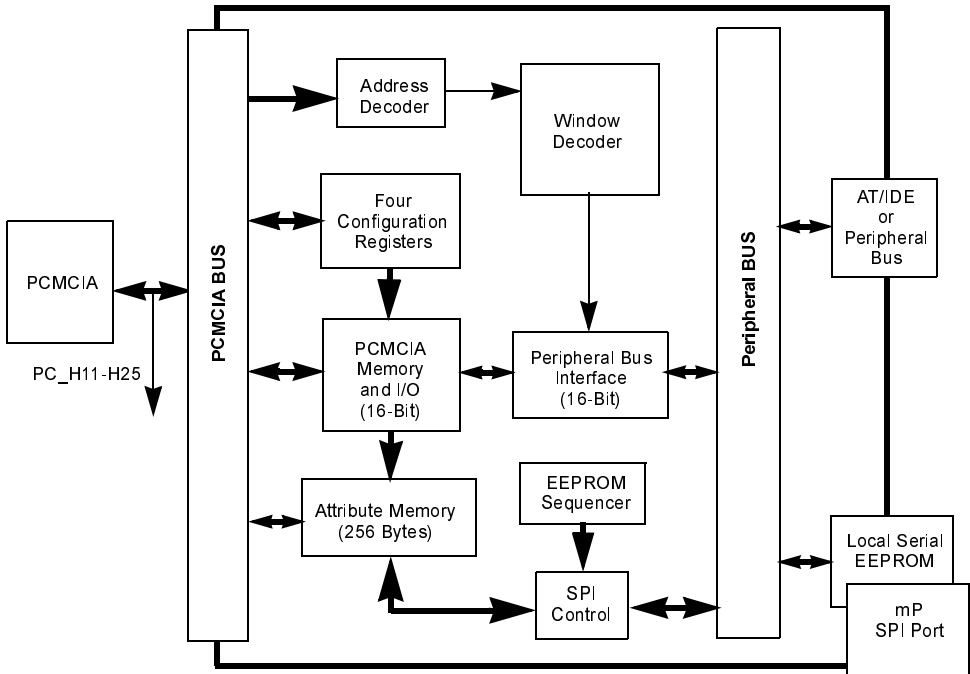 Address
Decoder
Window
Decoder
Four
Configuration
Registers
AT/IDE
or
Peripheral
Bus
PCMCIA
PCMCIA BUS
Peripheral BUS
PC_H11-H25
PCMCIA
Memory
and I/O
(16-Bit)
Peripheral Bus
Interface
(16-Bit)
EEPROM
Sequencer
Attribute Memory
(256 Bytes)
Local Serial
EEPROM
SPI
Control
mP
SPI Port